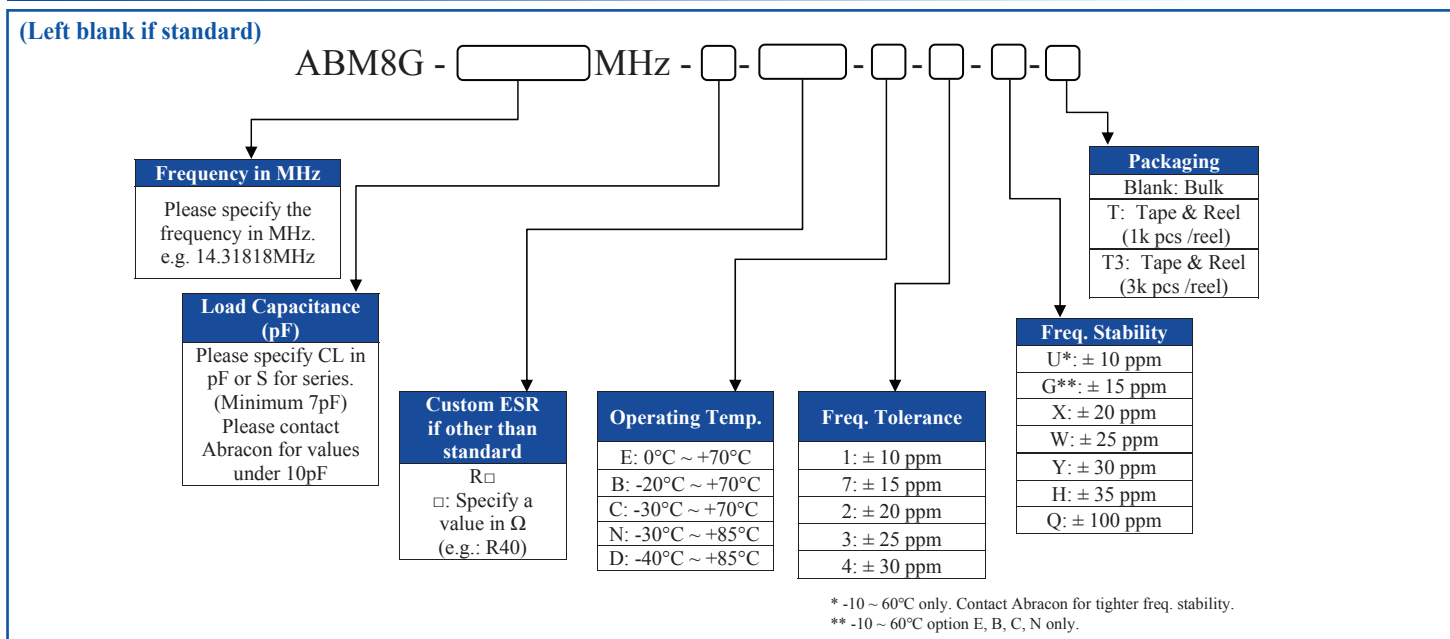 (Left blank if standard)
ABM8G - MHz - - - - - -
Frequency in MHz
Please specify the
frequency in MHz.
e.g. 14.31818MHz
Load Capacitance
(pF)
Please specify CL in
pF or S for series.
(Minimum 7pF)
Please contact
Abracon for values
under 10pF
Custom ESR
if other than
standard
R□
□: Specify a
value in Ω
(e.g.: R40)
Operating Temp.
E: 0°C ~ +70°C
B: -20°C ~ +70°C
C: -30°C ~ +70°C
N: -30°C ~ +85°C
D: -40°C ~ +85°C
Freq. Tolerance
1: ± 10 ppm
7: ± 15 ppm
2: ± 20 ppm
3: ± 25 ppm
4: ± 30 ppm
Freq. Stability
U*: ± 10 ppm
G**: ± 15 ppm
X: ± 20 ppm
W: ± 25 ppm
Y: ± 30 ppm
H: ± 35 ppm
Q: ± 100 ppm
Packaging
Blank: Bulk
T: Tape & Reel
(1k pcs /reel)
T3: Tape & Reel
(3k pcs /reel)
* -10 ~ 60°C only. Contact Abracon for tighter freq. stability.
** -10 ~ 60°C option E, B, C, N only.